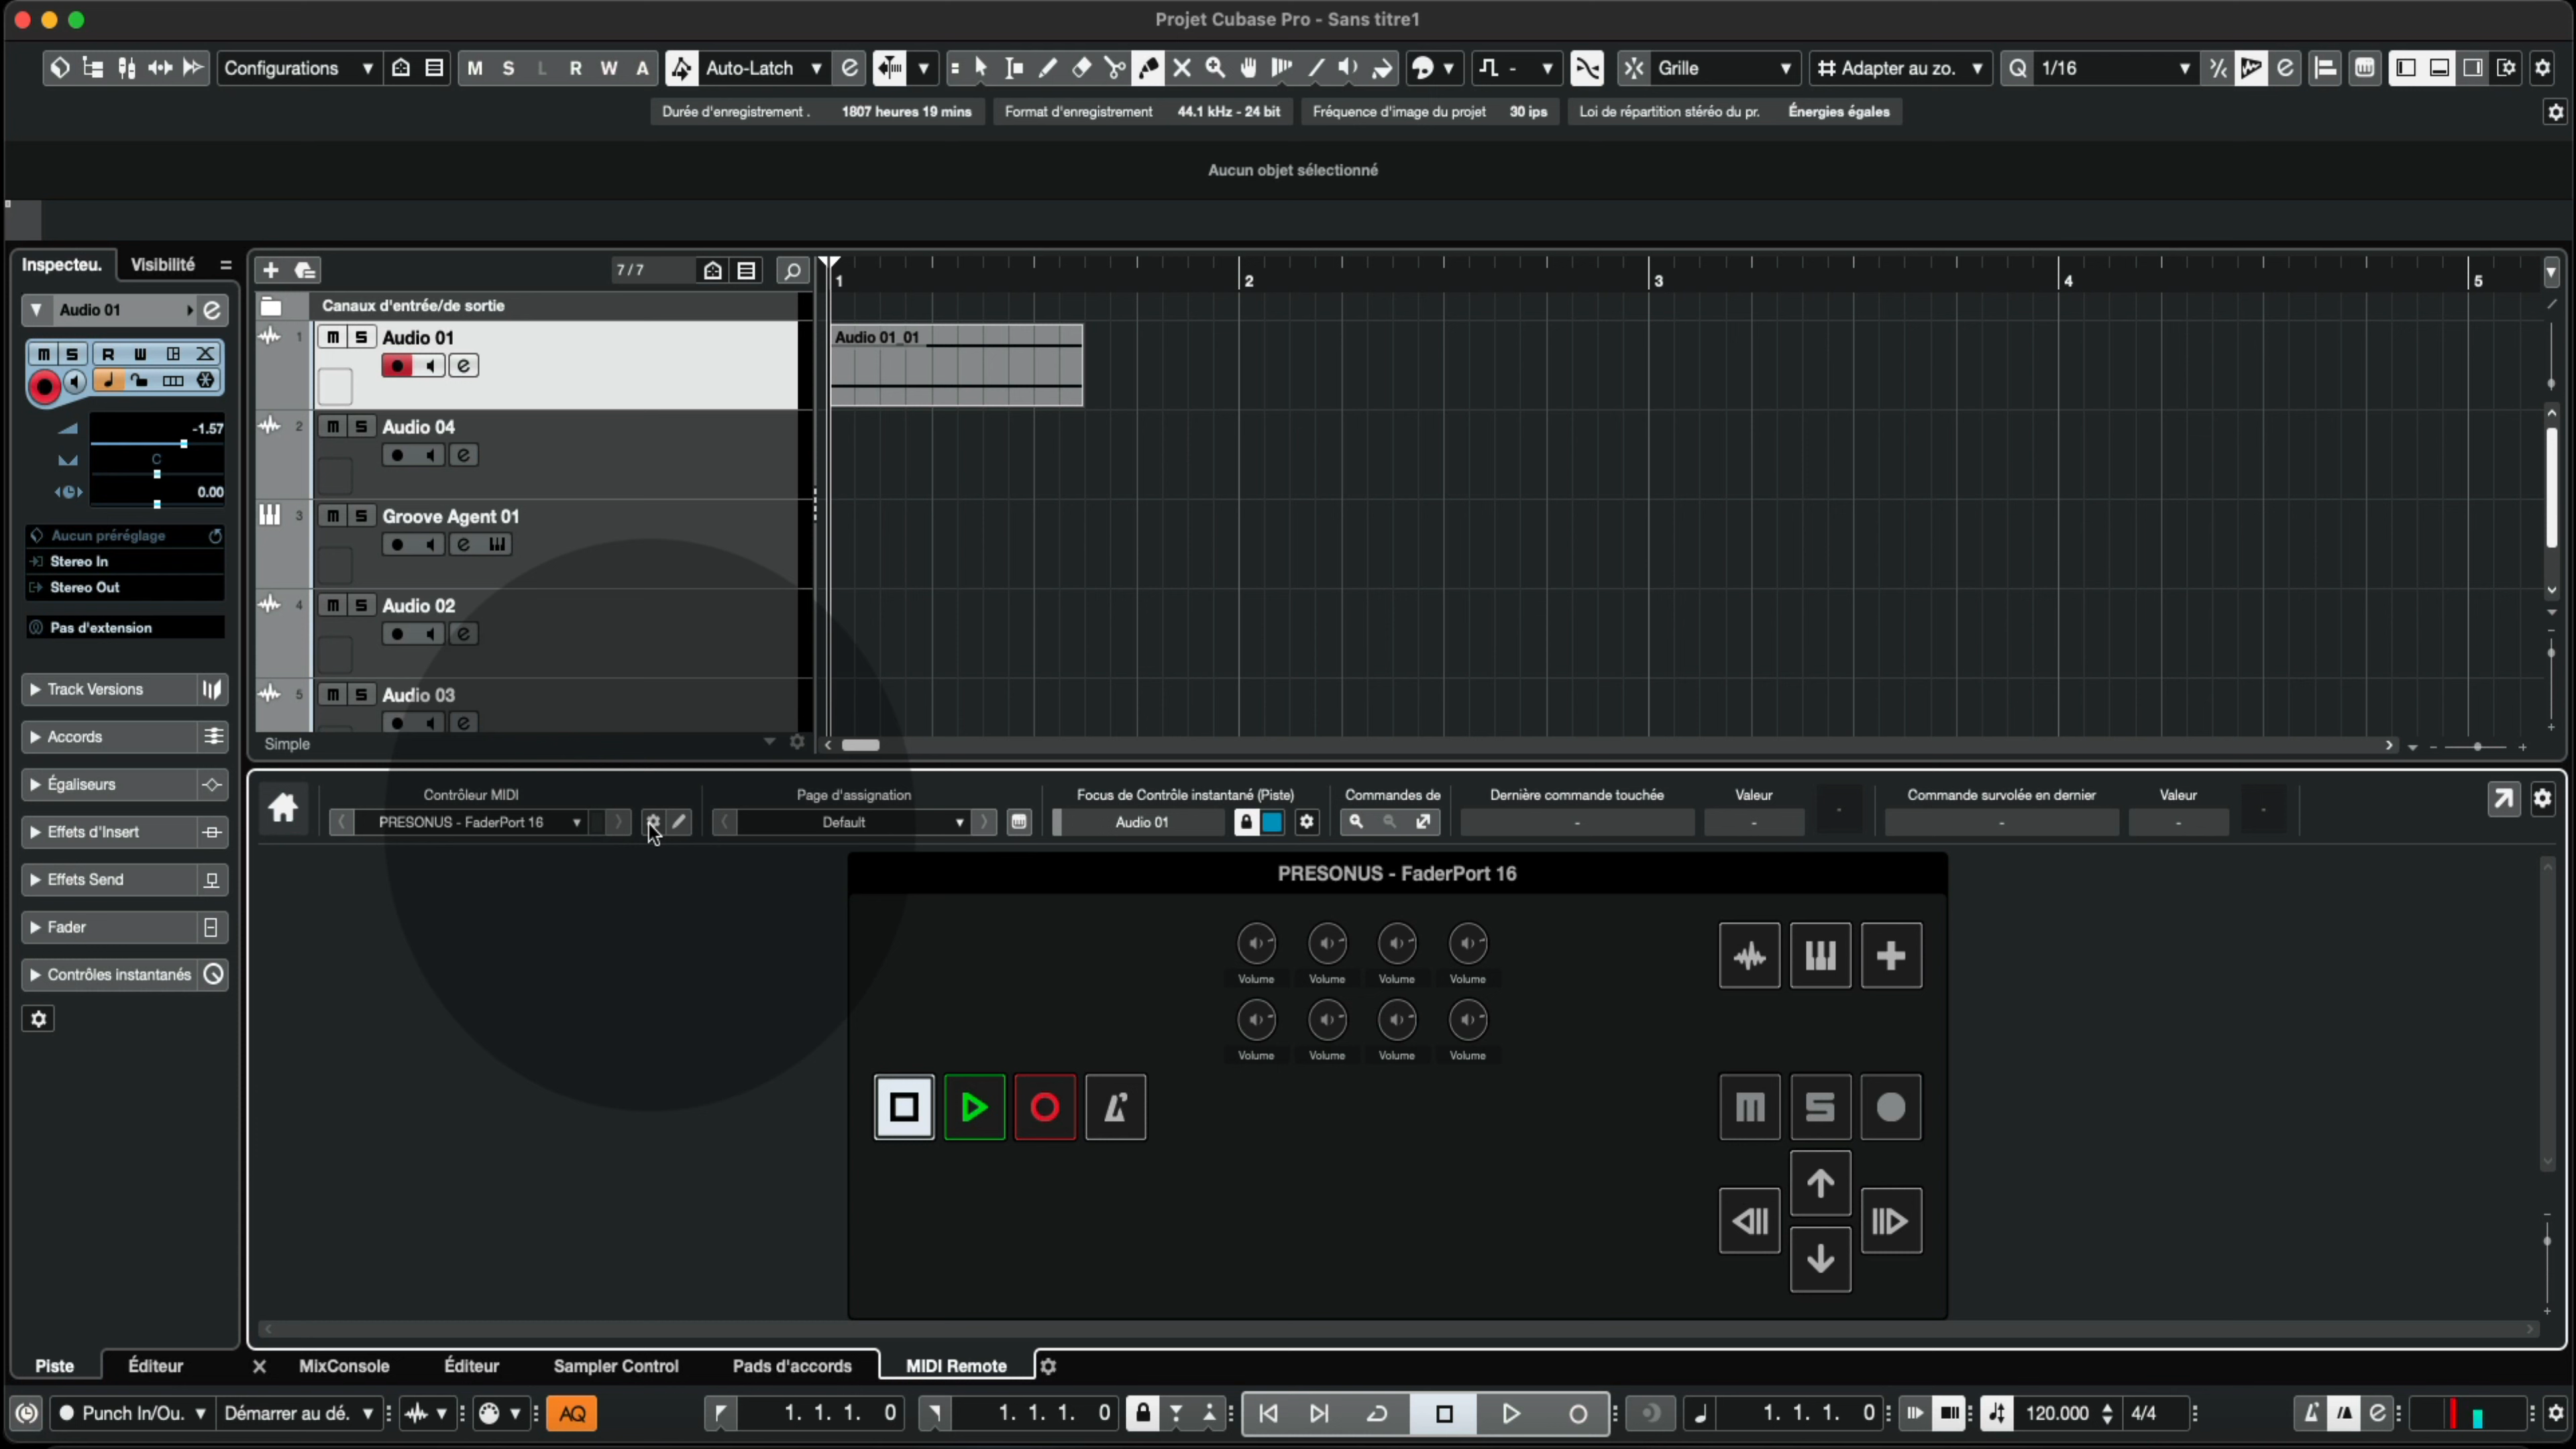 Projet Cubase Pro - Sans titre1
Configurations M S L R W A Auto-Latch Grille Adapter au zo. Q 1/16
Durée d'enregistrement . 1807 heures 19 mins Format d'enregistrement 44.1 kHz - 24 bit Fréquence d'image du projet 30 ips Loi de répartition stéréo du pr. Énergies égales
Aucun objet sélectionné
Inspecteu. Visibilité
7 / 7
1 2 3 4 5
Audio 01
Canaux d'entrée/de sortie
1 m S Audio 01
Audio 01_01
m S R W
-1.57
C
0.00
2 m S Audio 04
Aucun préréglage
Stereo In
Stereo Out
Pas d'extension
3 m S Groove Agent 01
4 m S Audio 02
5 m S Audio 03
Track Versions
Accords
Égaliseurs
Effets d'Insert
Effets Send
Fader
Contrôles instantanés
Simple
Contrôleur MIDI Page d'assignation Focus de Contrôle instantané (Piste) Commandes de Dernière commande touchée Valeur Commande survolée en dernier Valeur
PRESONUS - FaderPort 16 Default Audio 01 - - - - - -
PRESONUS - FaderPort 16
Volume Volume Volume Volume
Volume Volume Volume Volume
m S
Piste Éditeur MixConsole Éditeur Sampler Control Pads d'accords MIDI Remote
Punch In/Ou. Démarrer au dé. AQ 1. 1. 1. 0 1. 1. 1. 0 1. 1. 1. 0 120.000 4/4